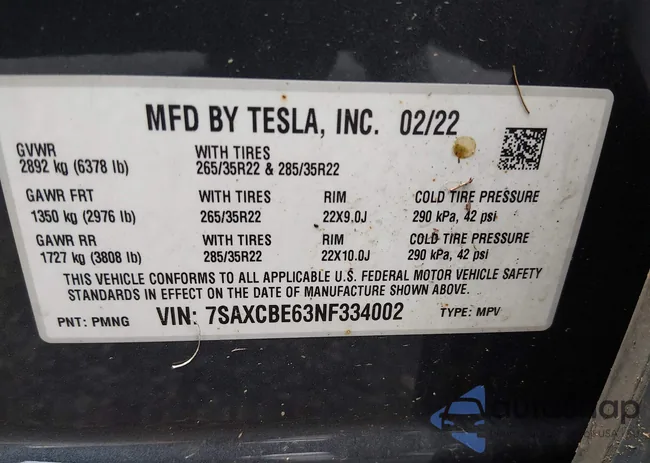 MFD BY TESLA, INC. 02/22
GVWR WITH TIRES
2892 kg (6378 lb) 265/35R22 & 285/35R22
GAWR FRT WITH TIRES RIM COLD TIRE PRESSURE
1350 kg (2976 lb) 265/35R22 22X9.0J 290 kPa, 42 psi
GAWR RR WITH TIRES RIM COLD TIRE PRESSURE
1727 kg (3808 lb) 285/35R22 22X10.0J 290 kPa, 42 psi
THIS VEHICLE CONFORMS TO ALL APPLICABLE U.S. FEDERAL MOTOR VEHICLE SAFETY
STANDARDS IN EFFECT ON THE DATE OF MANUFACTURE SHOWN ABOVE.
PNT: PMNG VIN: 7SAXCBE63NF334002 TYPE: MPV